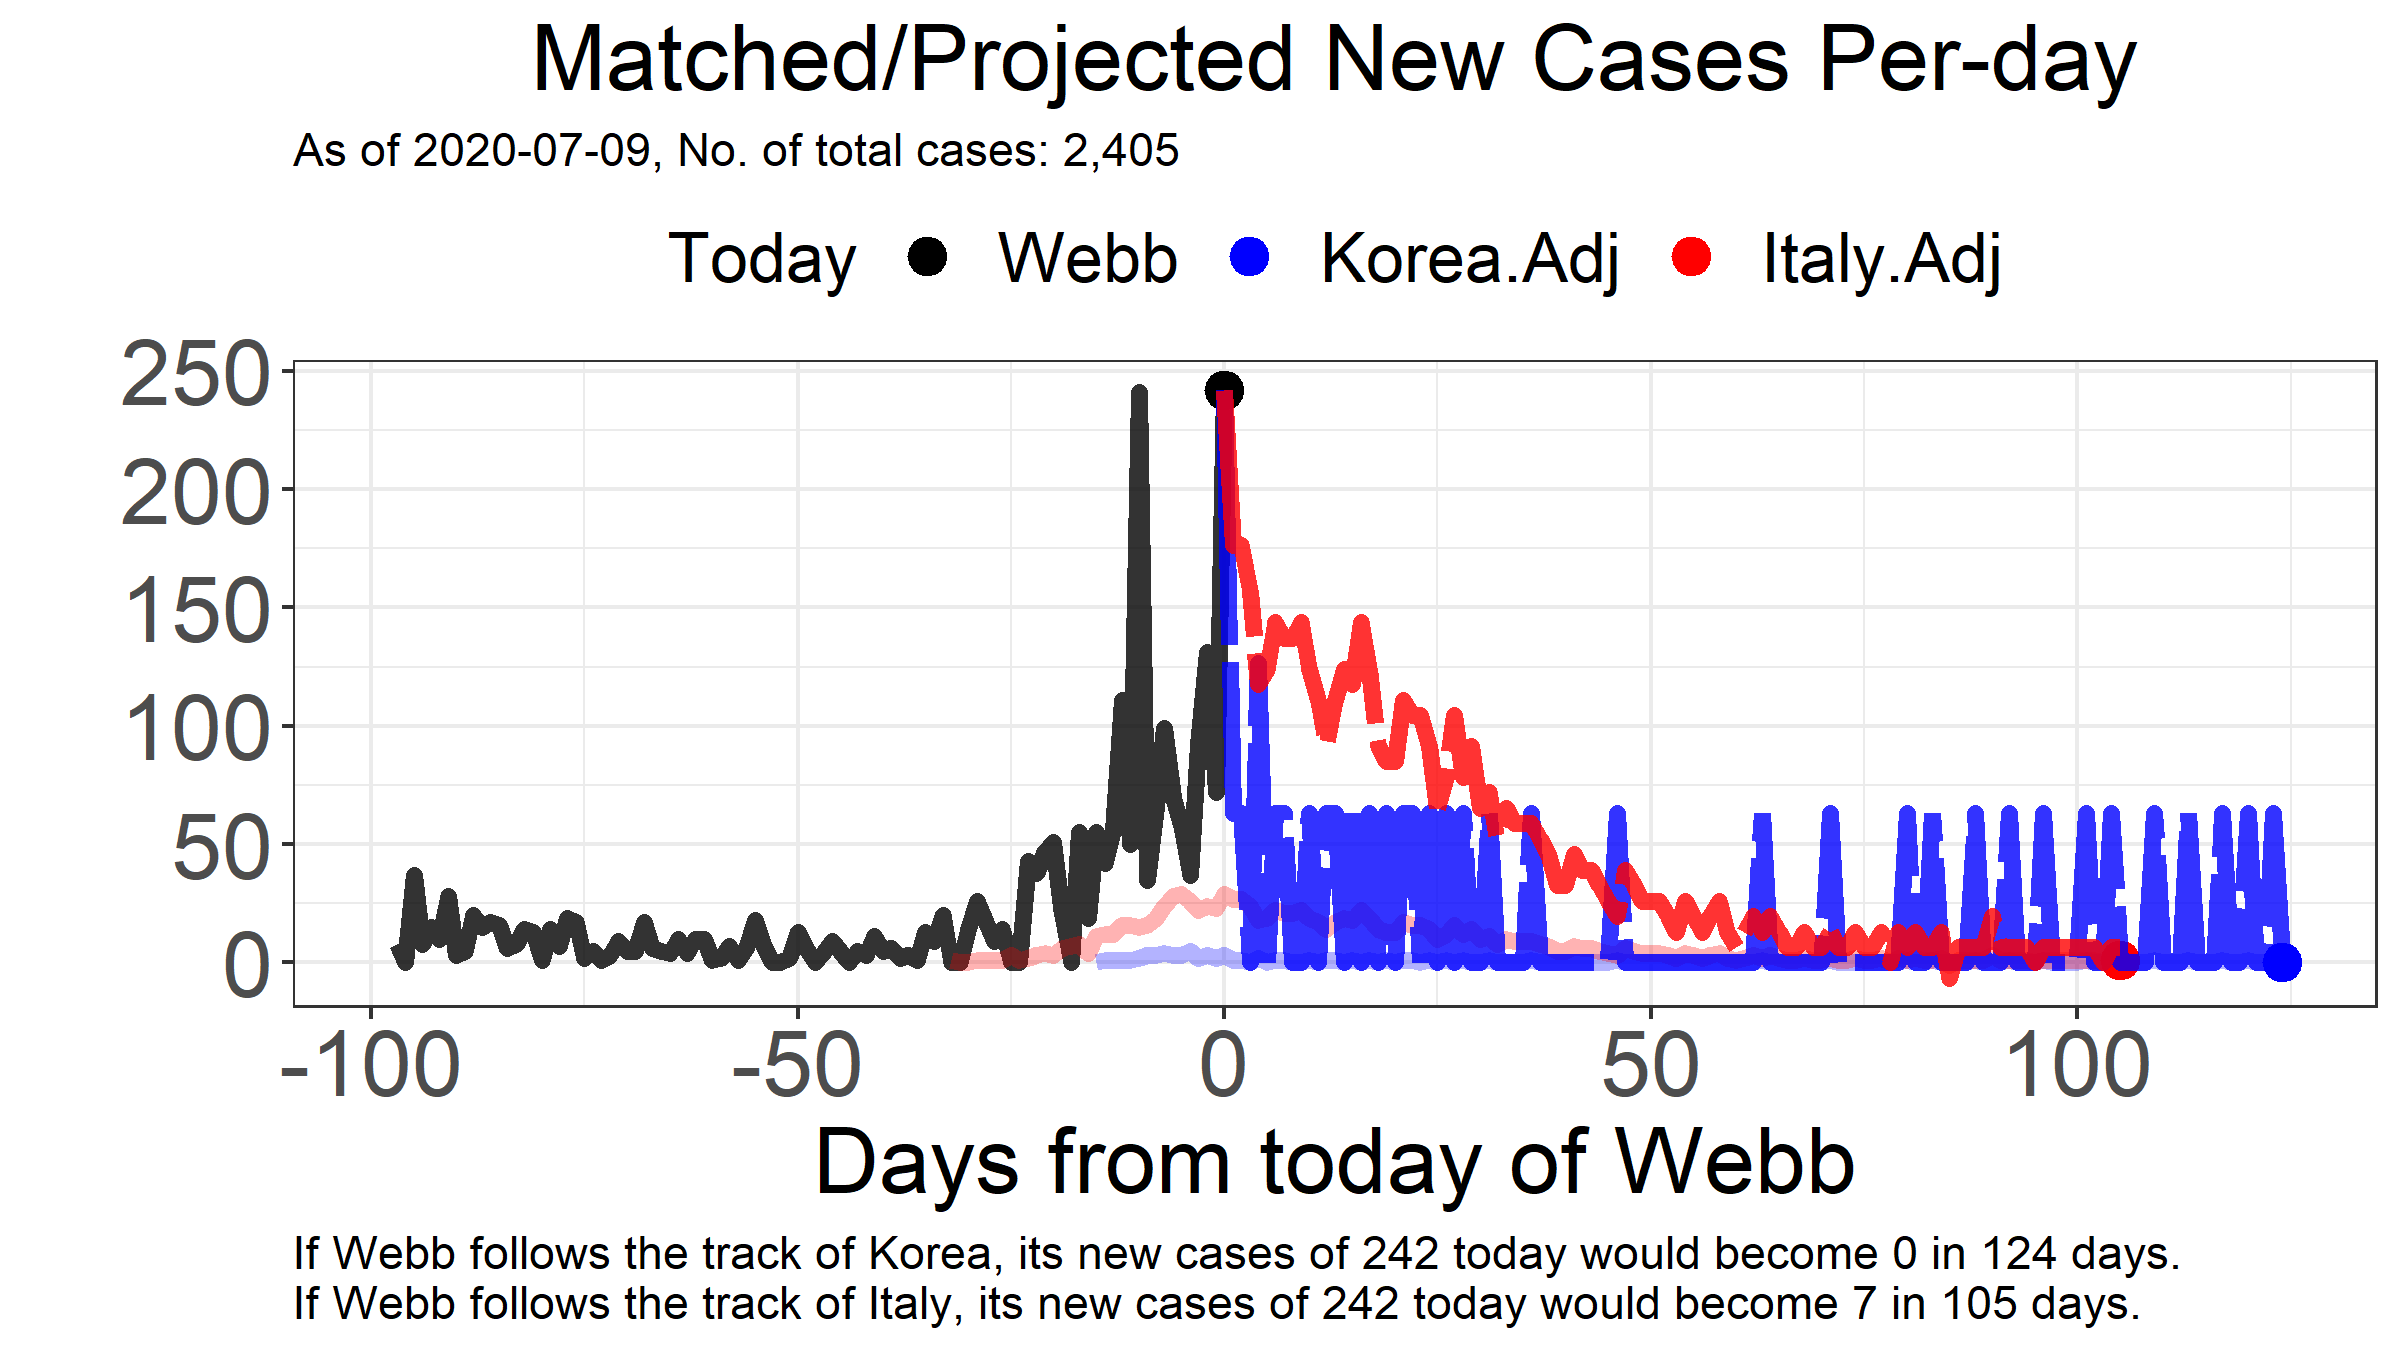 Matched/Projected New Cases Per-day
As of 2020-07-09, No. of total cases: 2,405
Today Webb Korea.Adj Italy.Adj
250
200
150
100
50
0
-100 -50 0 50 100
Days from today of Webb
If Webb follows the track of Korea, its new cases of 242 today would become 0 in 124 days.
If Webb follows the track of Italy, its new cases of 242 today would become 7 in 105 days.